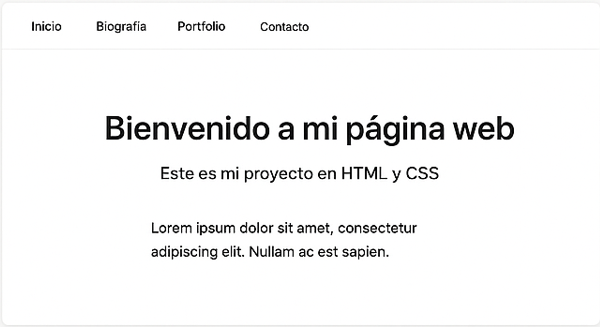 Inicio Biografía Portfolio Contacto
Bienvenido a mi página web
Este es mi proyecto en HTML y CSS
Lorem ipsum dolor sit amet, consectetur
adipiscing elit. Nullam ac est sapien.